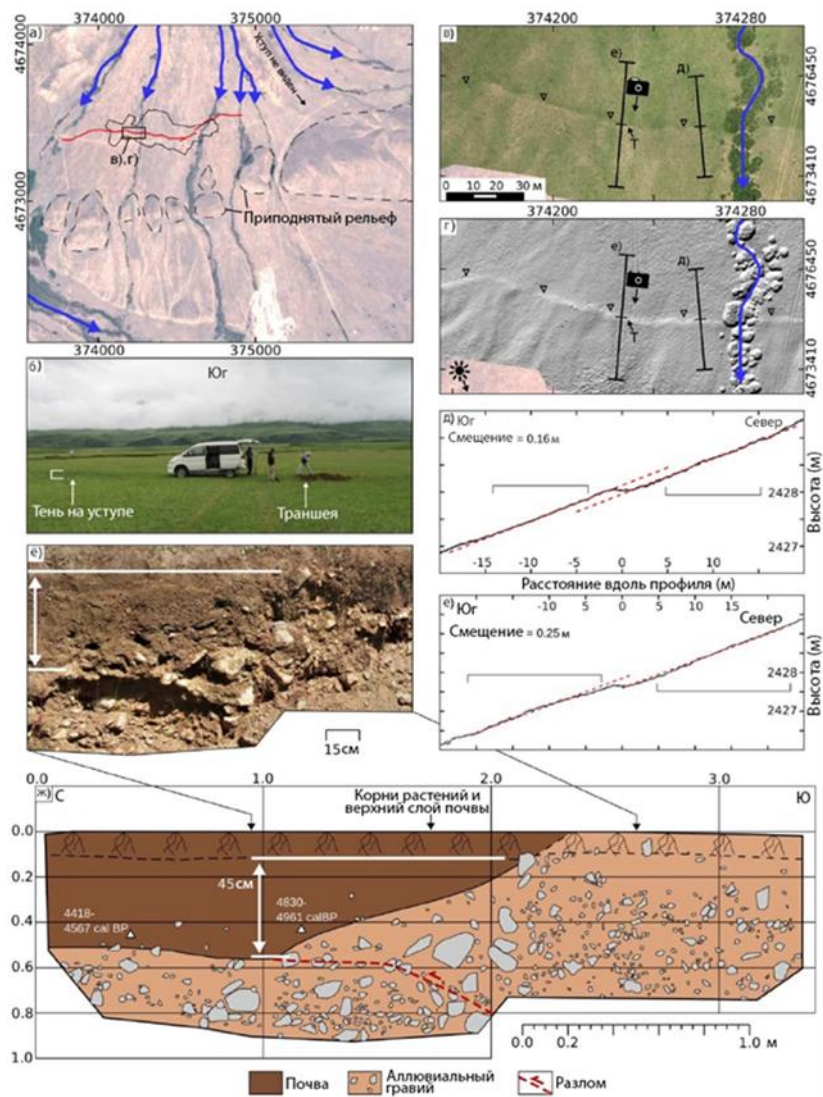 374000 375000
а)
4674000
4673000
Уступ не виден
в),г)
Приподнятый рельеф
374000 375000
б)
Юг
Тень на уступе
Траншея
е)
15см
374200 374280
в)
е)
д)
Т
4676450
4673410
0 10 20 30 м
374200 374280
г)
е)
д)
Т
4676450
4673410
д) Юг
Север
Смещение = 0.16 м
2428
2427
Высота (м)
-15 -10 -5 0 5 10 15
Расстояние вдоль профиля (м)
е) Юг
-10 -5 0 5 10 15
Север
Смещение = 0.25 м
2428
2427
Высота (м)
0.0 1.0 2.0 3.0
ж) С
Корни растений и
верхний слой почвы
Ю
0.0
0.2
0.4
0.6
0.8
1.0
45см
4418-
4567 cal BP
4830-
4961 calBP
0.0 0.2 1.0 м
Почва
Аллювиальный
гравий
Разлом